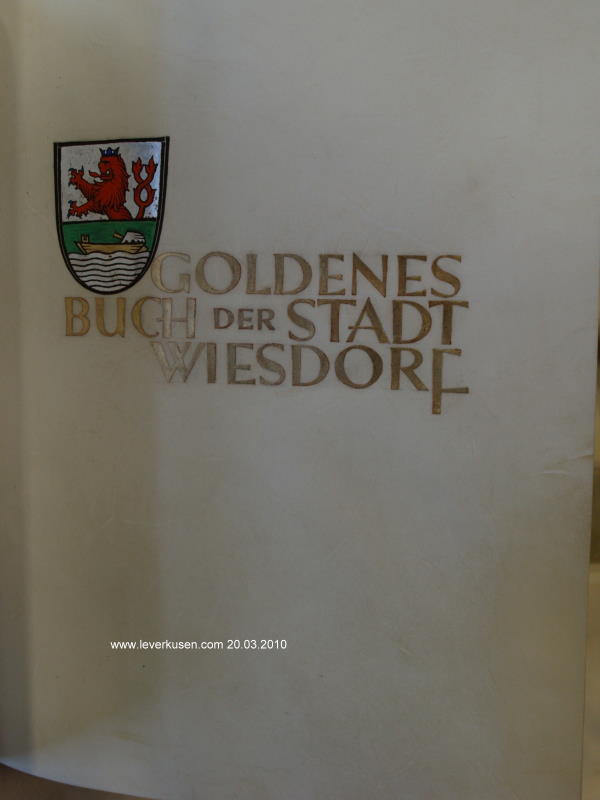 GOLDENES
BUCH DER STADT
WIESDORF
www.leverkusen.com 20.03.2010